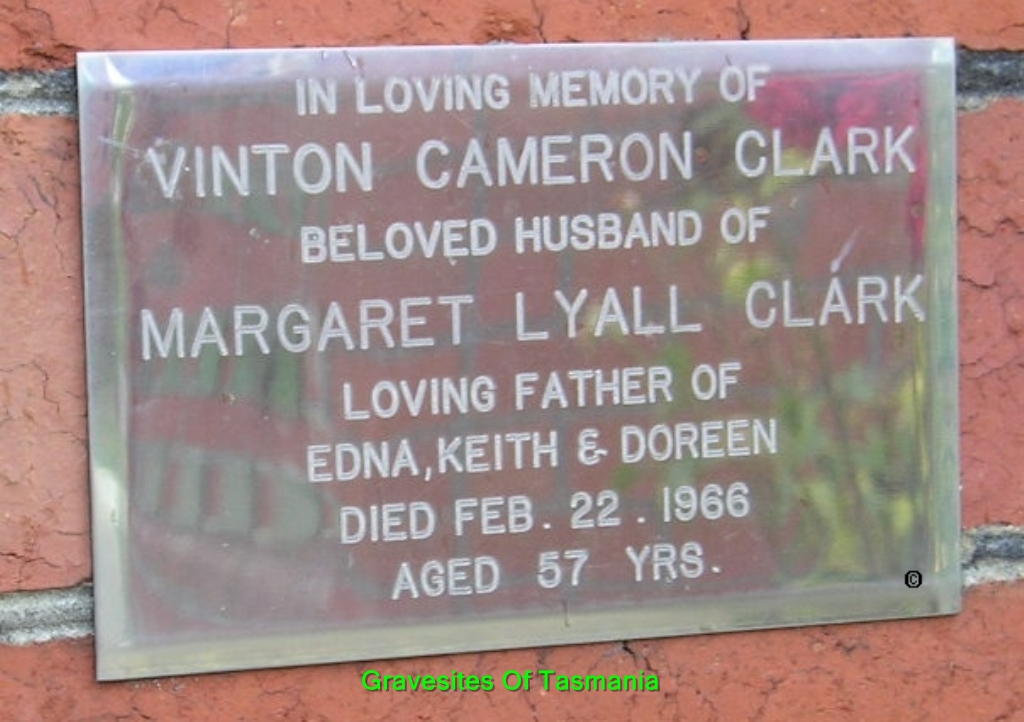 IN LOVING MEMORY OF
VINTON CAMERON CLARK
BELOVED HUSBAND OF
MARGARET LYALL CLARK
LOVING FATHER OF
EDNA, KEITH & DOREEN
DIED FEB. 22. 1966
AGED 57 YRS.
©
Gravesites Of Tasmania